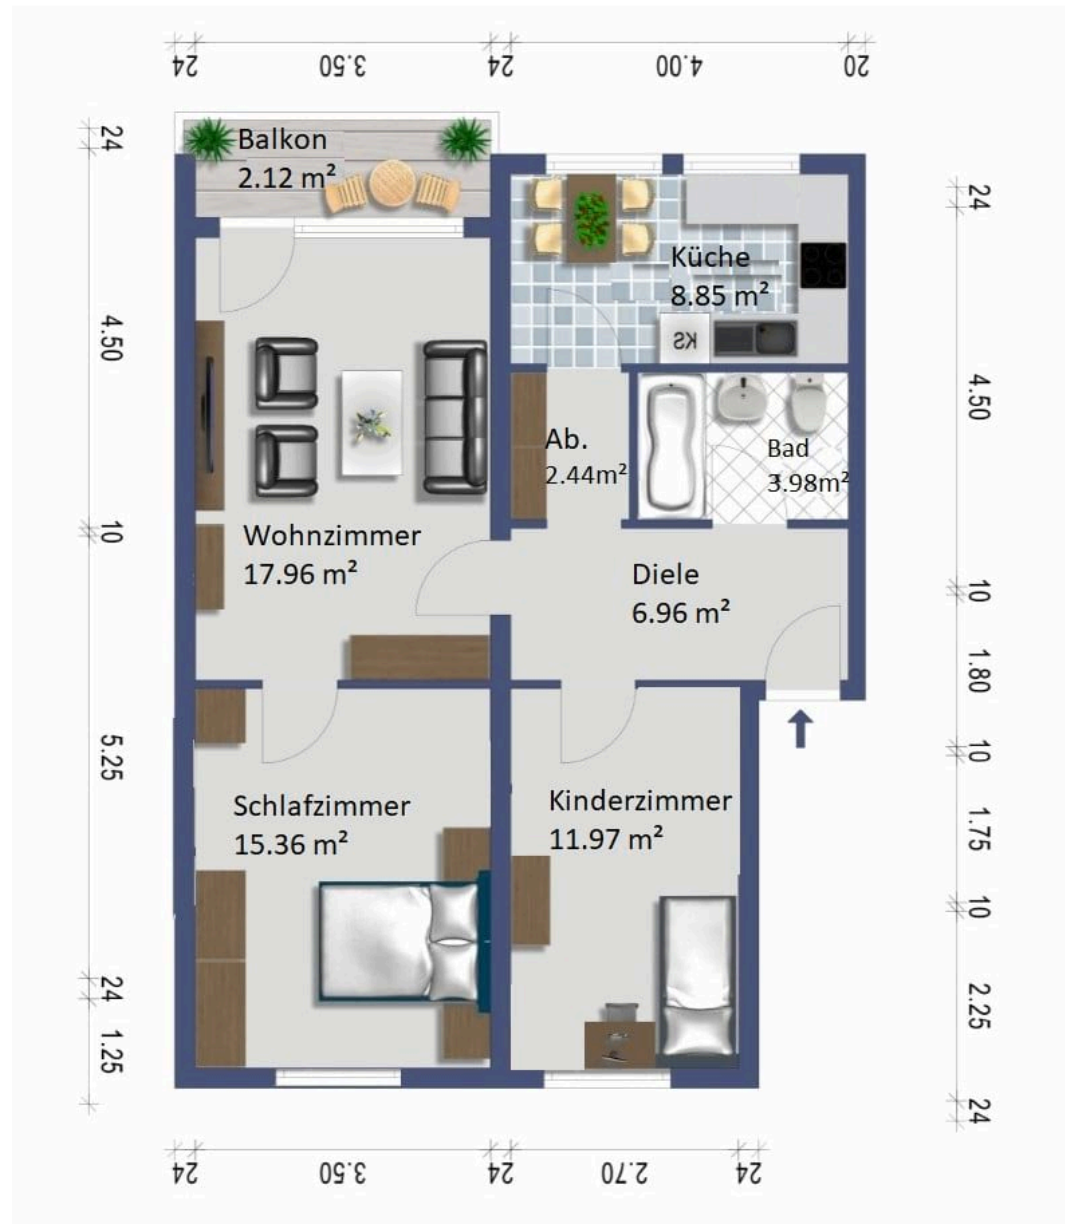 24
3.50
24
4.00
20
24
Balkon
2.12 m²
24
Küche
8.85 m²
KS
4.50
4.50
Ab.
2.44m²
Bad
3.98m²
10
Wohnzimmer
17.96 m²
Diele
6.96 m²
10
1.80
10
5.25
Schlafzimmer
15.36 m²
Kinderzimmer
11.97 m²
1.75
10
24
2.25
1.25
24
24
3.50
24
2.70
24